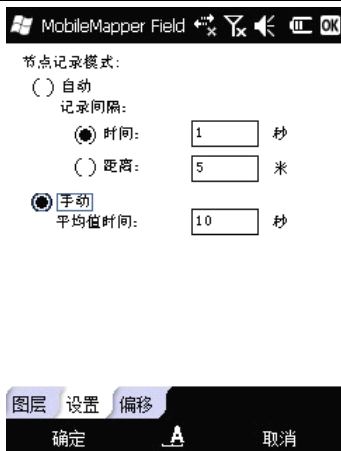 MobileMapper Field OK
节点记录模式:
( ) 自动
记录间隔:
时间: 1 秒
( ) 距离: 5 米
手动
平均值时间: 10 秒
图层 设置 偏移
确定 A 取消